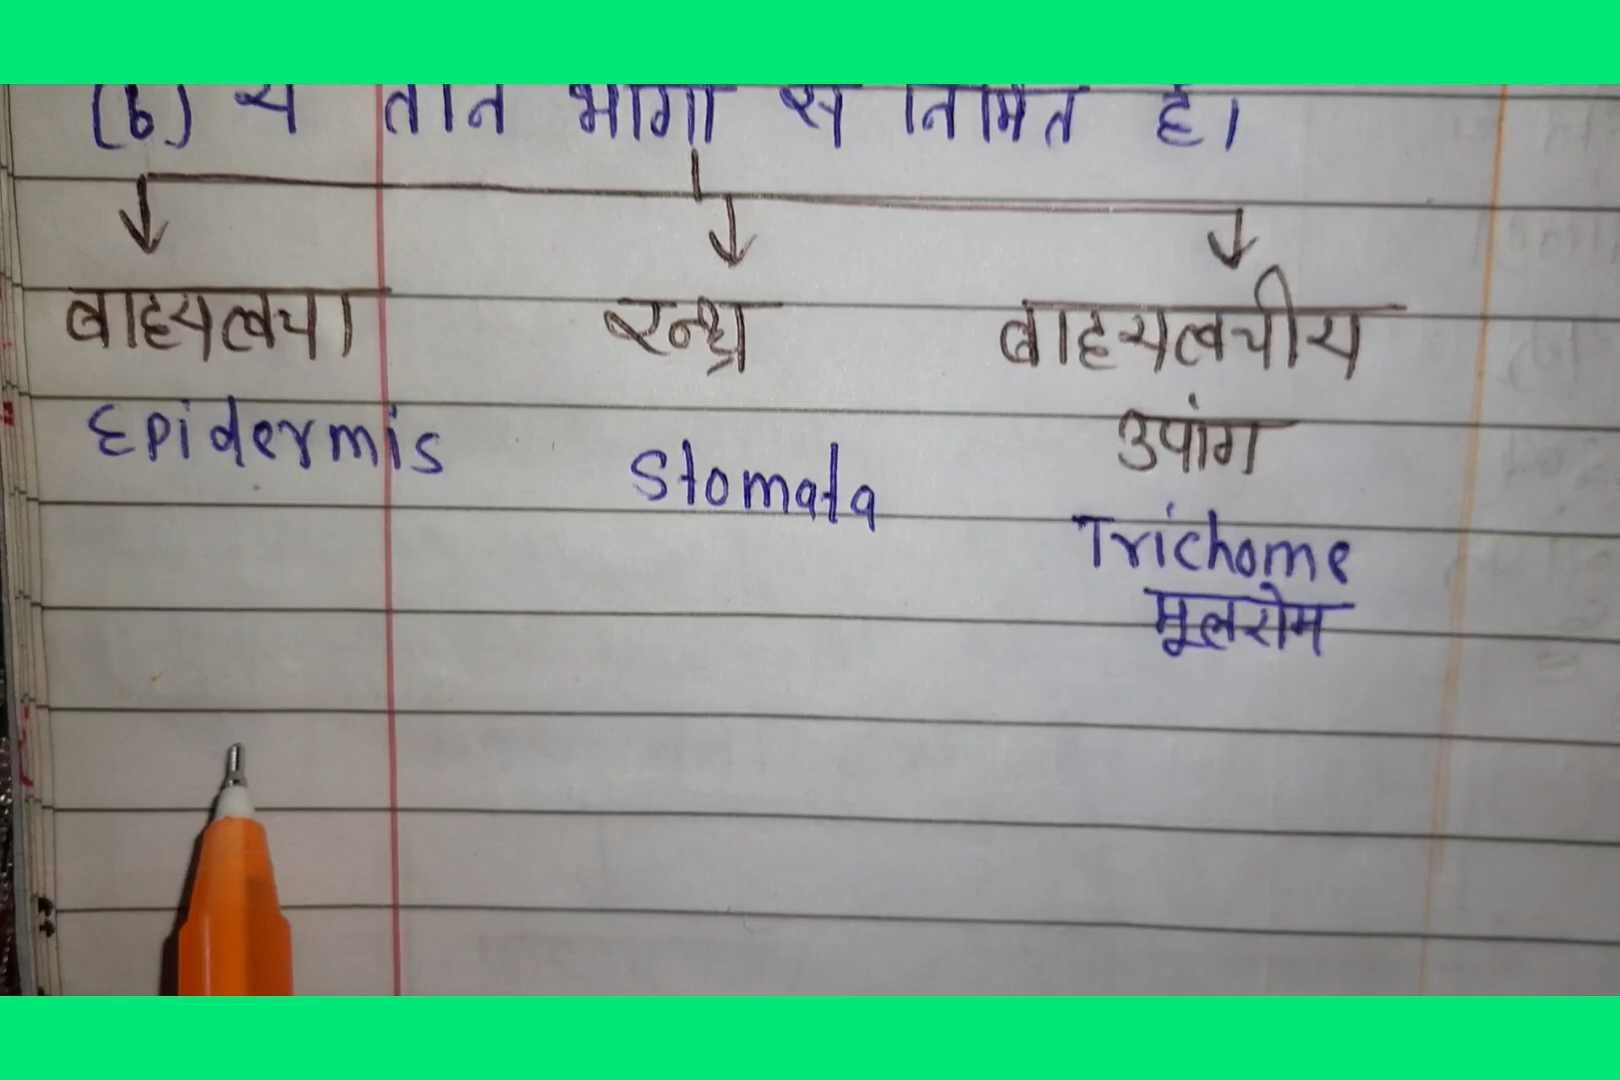 (b) ये तीन भागों से निर्मित है।
बाह्यत्वचा रन्ध्र बाह्यत्वचीय
उपांग
Epidermis Stomata
Trichome
मूलरोम